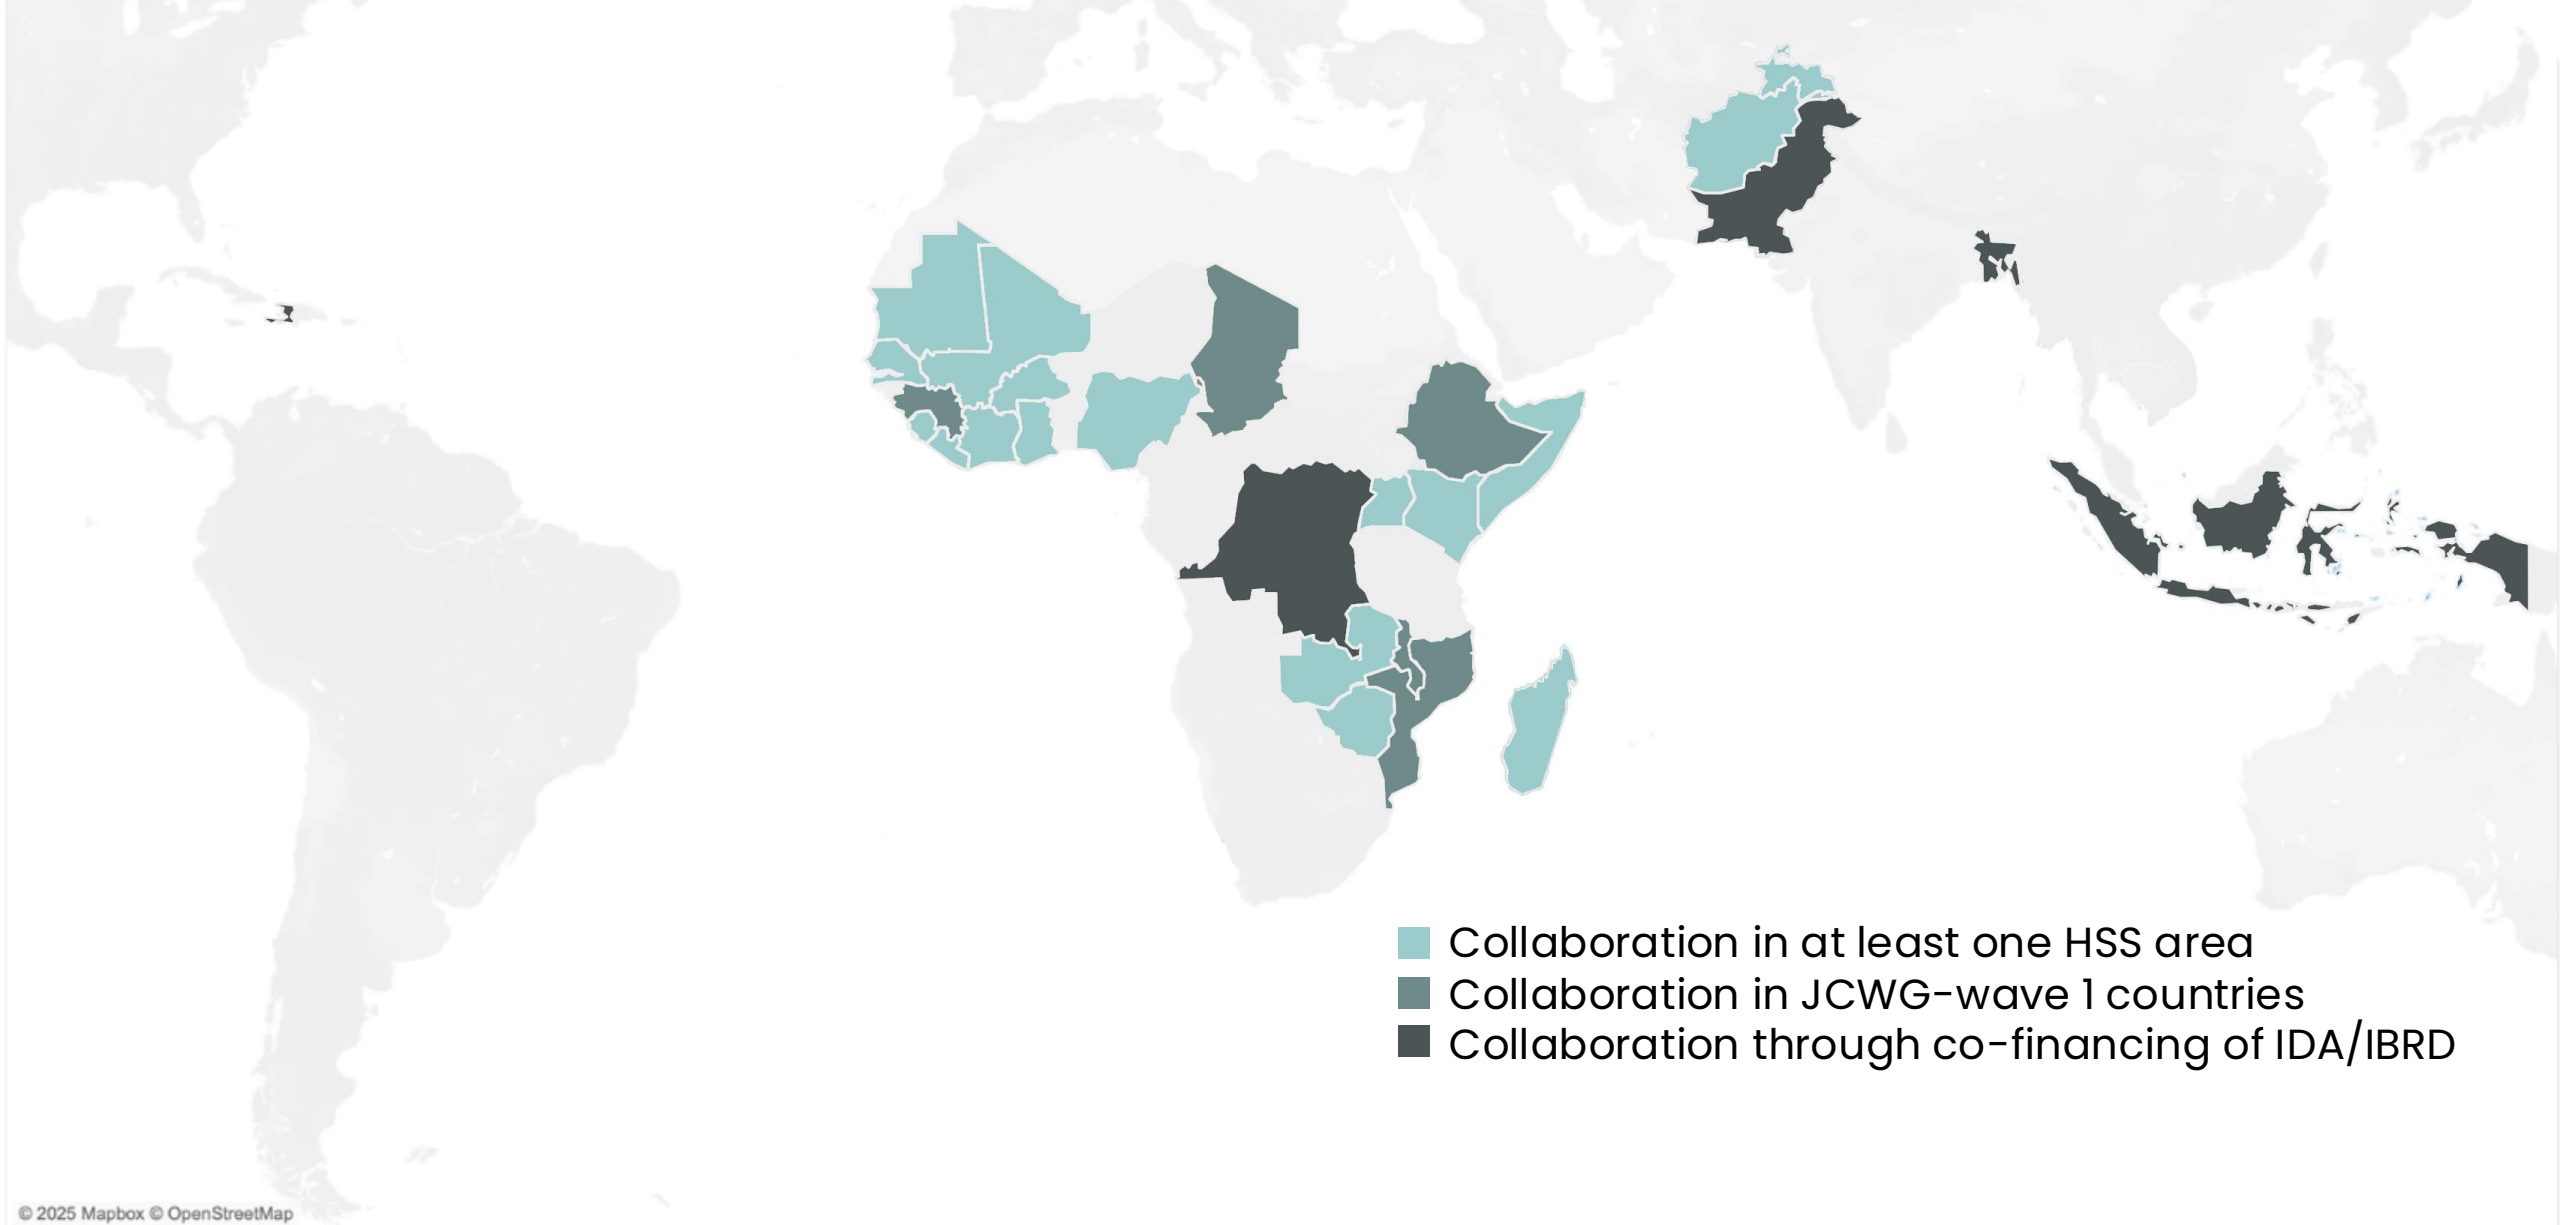 Collaboration in at least one HSS area
Collaboration in JCWG-wave 1 countries
Collaboration through co-financing of IDA/IBRD
© 2025 Mapbox © OpenStreetMap